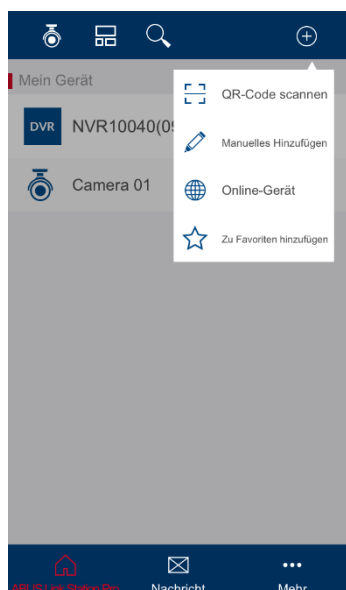 Mein Gerät
DVR
NVR10040(09
QR-Code scannen
Manuelles Hinzufügen
Camera 01
Online-Gerät
Zu Favoriten hinzufügen
ABUS Link Station Pro
Nachricht
Mehr